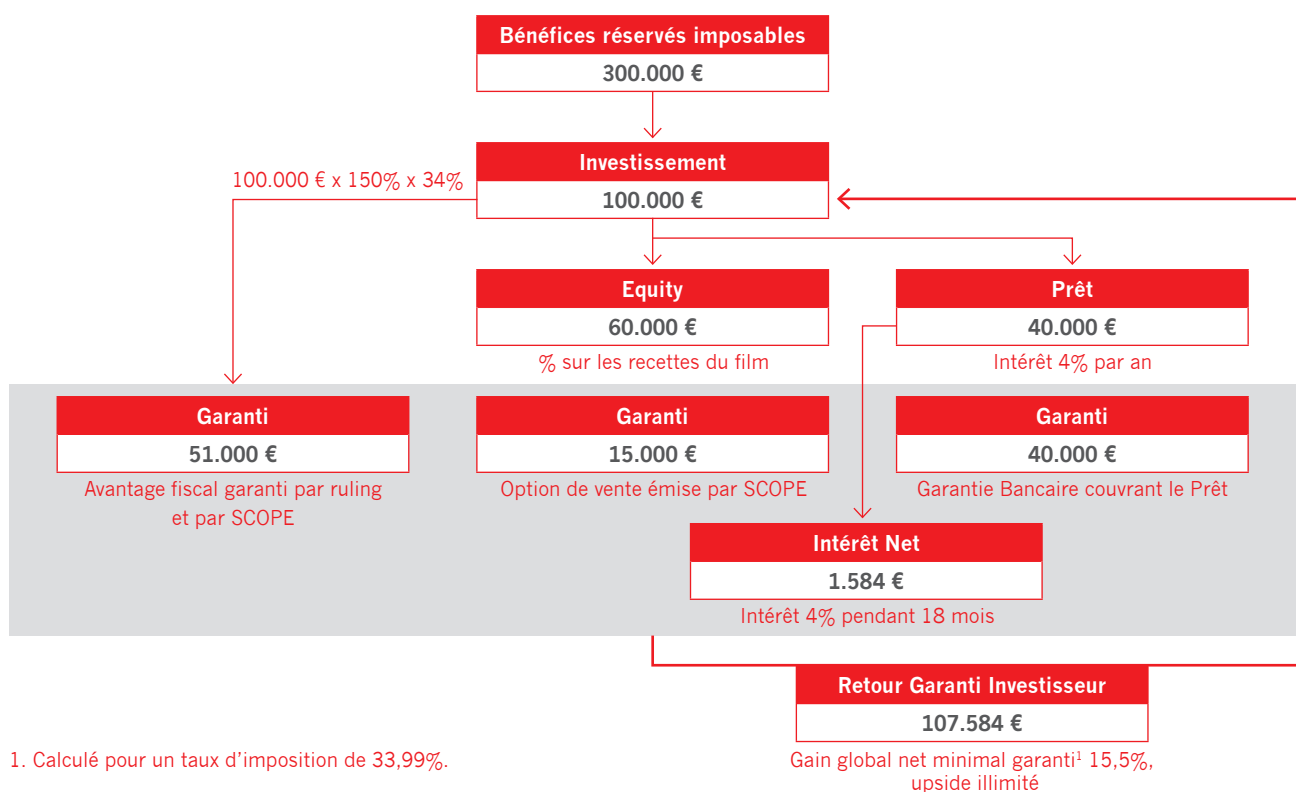 Bénéfices réservés imposables
300.000 €
Investissement
100.000 € x 150% x 34%
100.000 €
Equity
60.000 €
% sur les recettes du film
Prêt
40.000 €
Intérêt 4% par an
Garanti
51.000 €
Avantage fiscal garanti par ruling
et par SCOPE
Garanti
15.000 €
Option de vente émise par SCOPE
Garanti
40.000 €
Garantie Bancaire couvrant le Prêt
Intérêt Net
1.584 €
Intérêt 4% pendant 18 mois
Retour Garanti Investisseur
107.584 €
Gain global net minimal garanti¹ 15,5%,
upside illimité
1. Calculé pour un taux d’imposition de 33,99%.